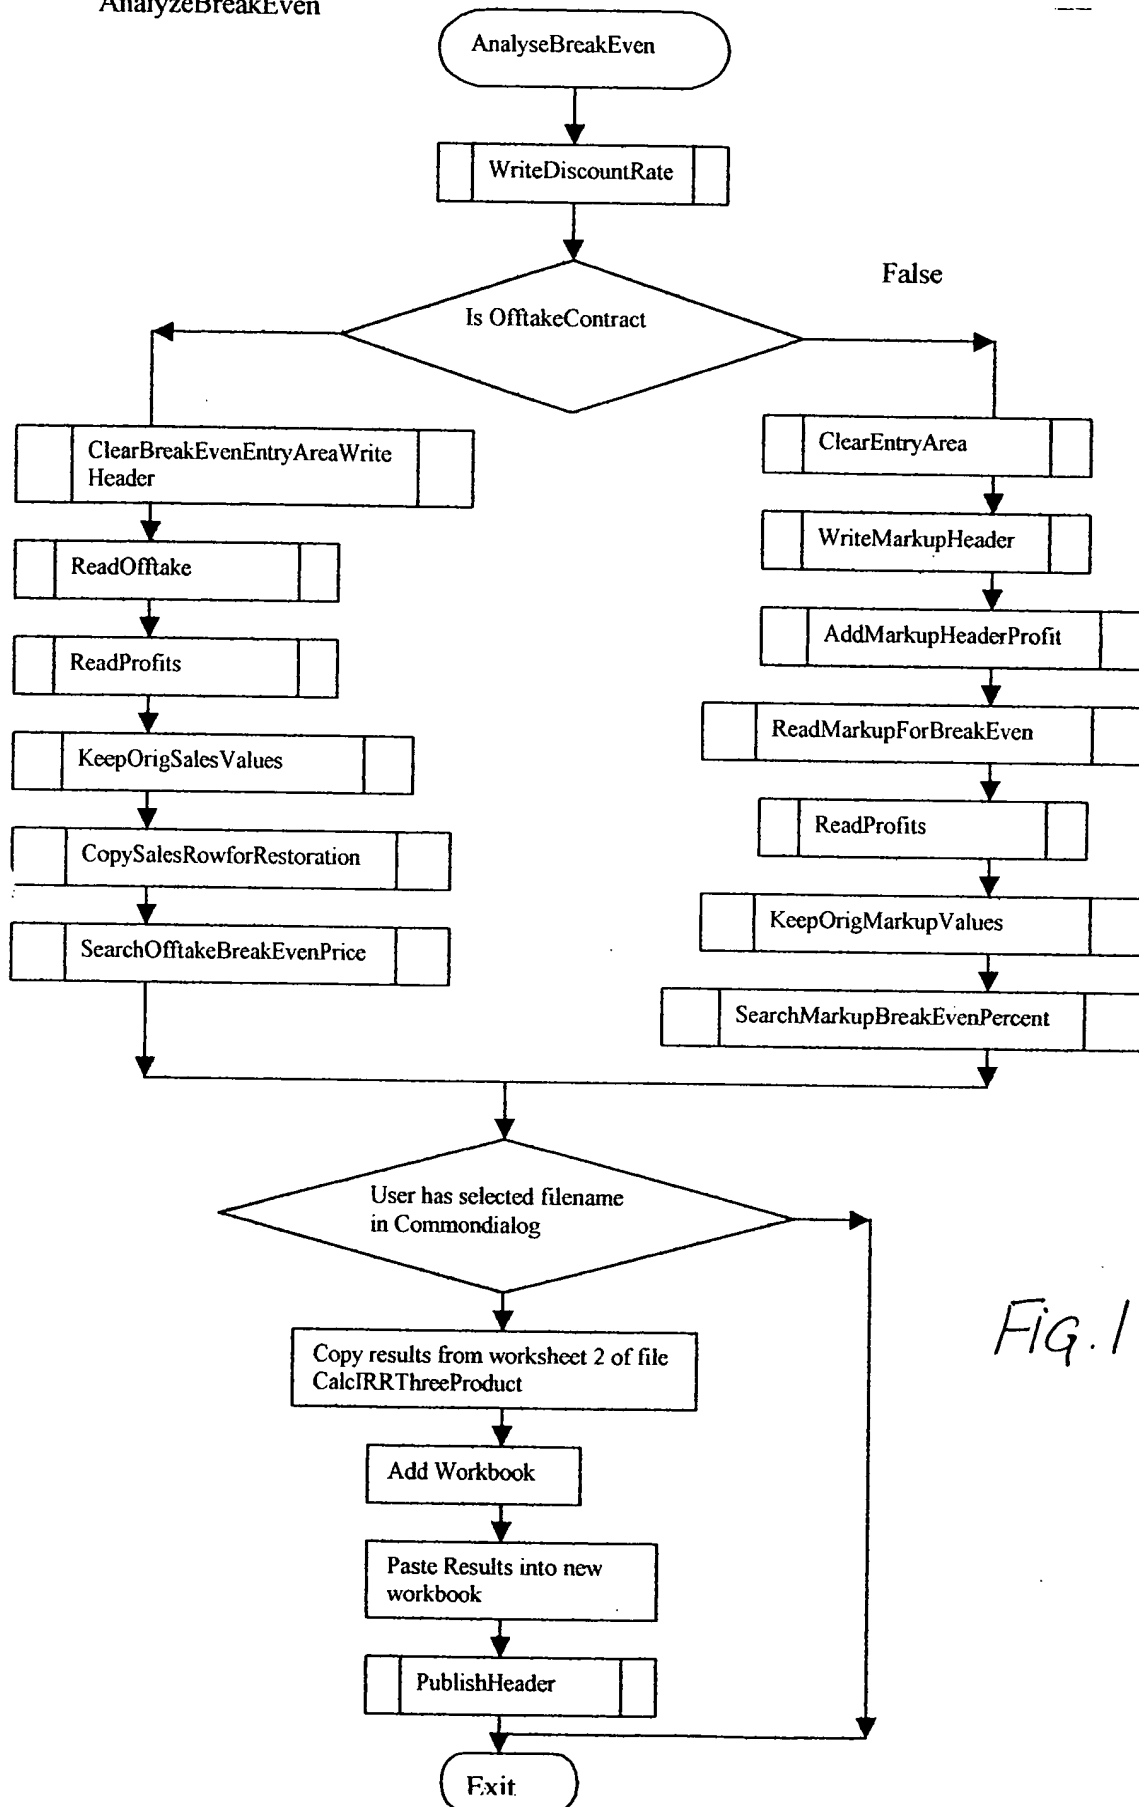 AnalyzeBreakEven
AnalyseBreakEven
WriteDiscountRate
False
Is OfftakeContract
ClearBreakEvenEntryAreaWrite
Header
ReadOfftake
ReadProfits
KeepOrigSalesValues
CopySalesRowforRestoration
SearchOfftakeBreakEvenPrice
ClearEntryArea
WriteMarkupHeader
AddMarkupHeaderProfit
ReadMarkupForBreakEven
ReadProfits
KeepOrigMarkupValues
SearchMarkupBreakEvenPercent
User has selected filename
in Commondialog
Copy results from worksheet 2 of file
CalcIRRThreeProduct
Add Workbook
Paste Results into new
workbook
PublishHeader
Exit
FIG.1